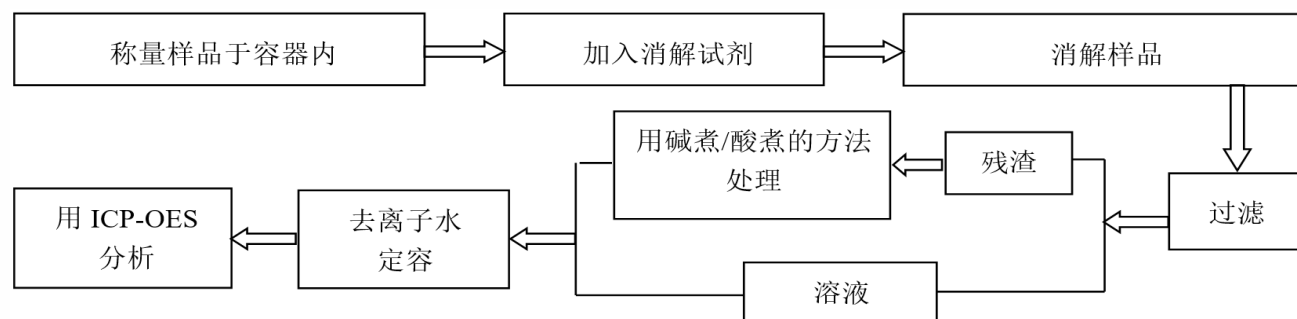 称量样品于容器内
加入消解试剂
消解样品
过滤
残渣
用碱煮/酸煮的方法
处理
溶液
去离子水
定容
用 ICP-OES
分析